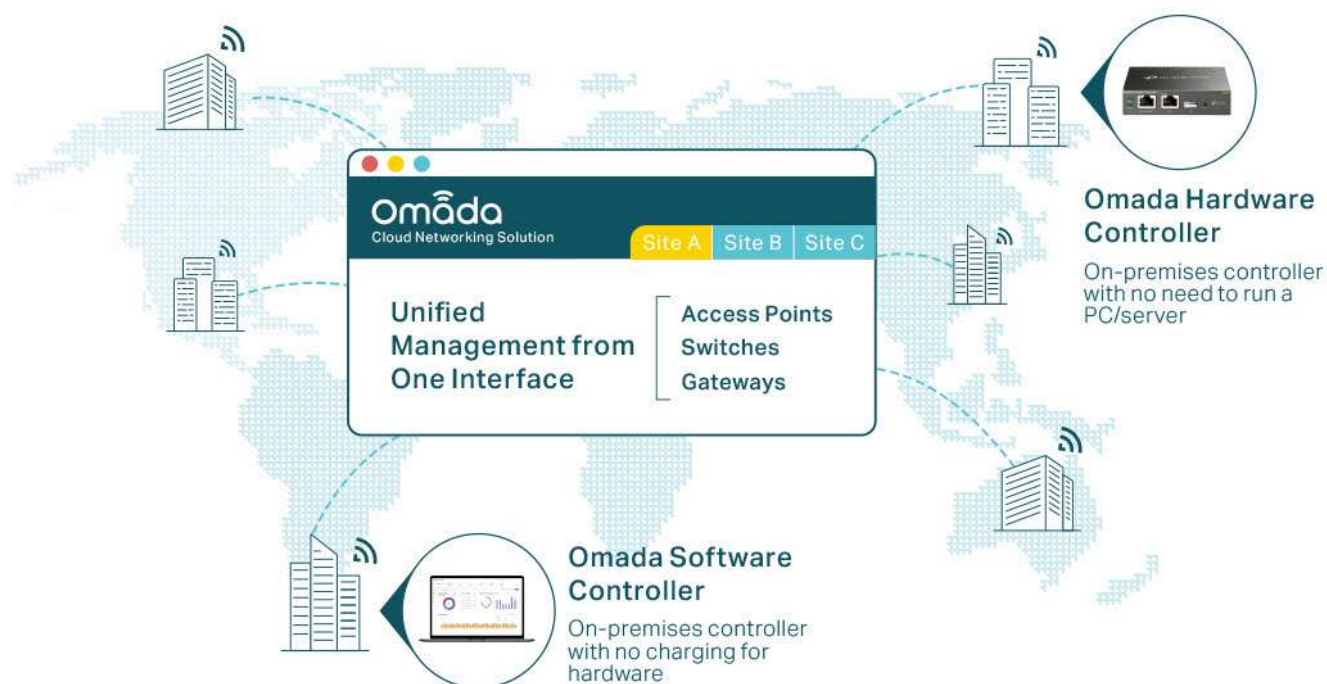 Omada
Cloud Networking Solution
Site A
Site B
Site C
Unified
Management from
One Interface
Access Points
Switches
Gateways
Omada Hardware
Controller
On-premises controller
with no need to run a
PC/server
Omada Software
Controller
On-premises controller
with no charging for
hardware